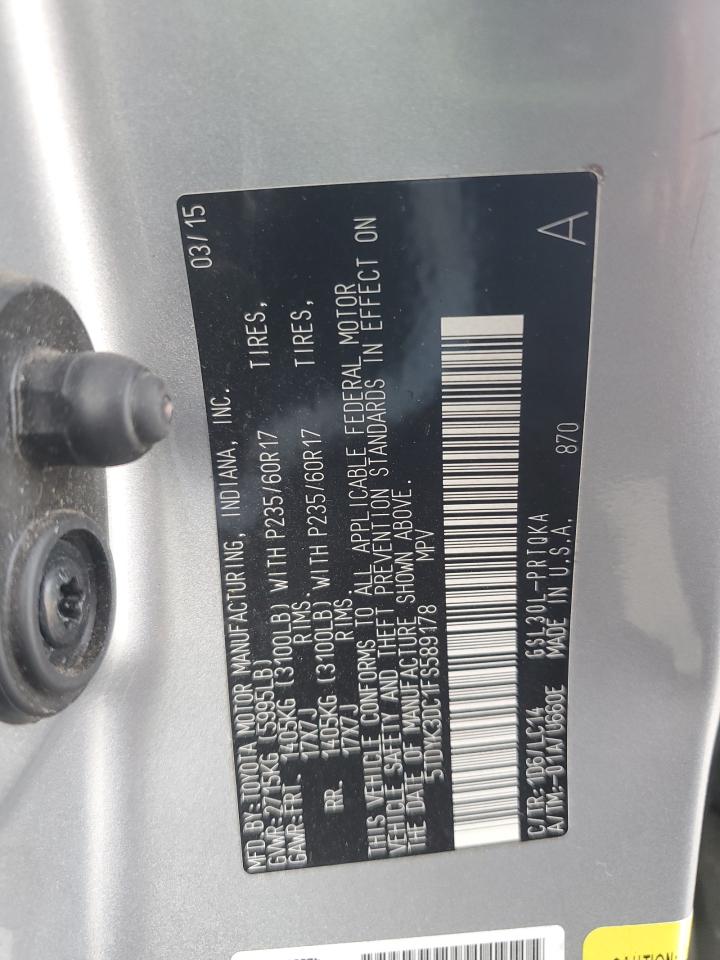 MFD.BY:TOYOTA MOTOR MANUFACTURING, INDIANA, INC. 03/15
GVWR:2715KG (5995LB)
GAWR:FRT. 1405KG (3100LB) WITH P235/60R17 TIRES,
17X7J RIMS.
RR. 1405KG (3100LB) WITH P235/60R17 TIRES,
17X7J RIMS
THIS VEHICLE CONFORMS TO ALL APPLICABLE FEDERAL MOTOR
VEHICLE SAFETY AND THEFT PREVENTION STANDARDS IN EFFECT ON
THE DATE OF MANUFACTURE SHOWN ABOVE.
5TDYK3DC1FS589178 MPV
C/TR:1D6/LC14 GSL30L-PRTQKA 870
A/TM:-01A/U660E MADE IN U.S.A. A
CAUTION: